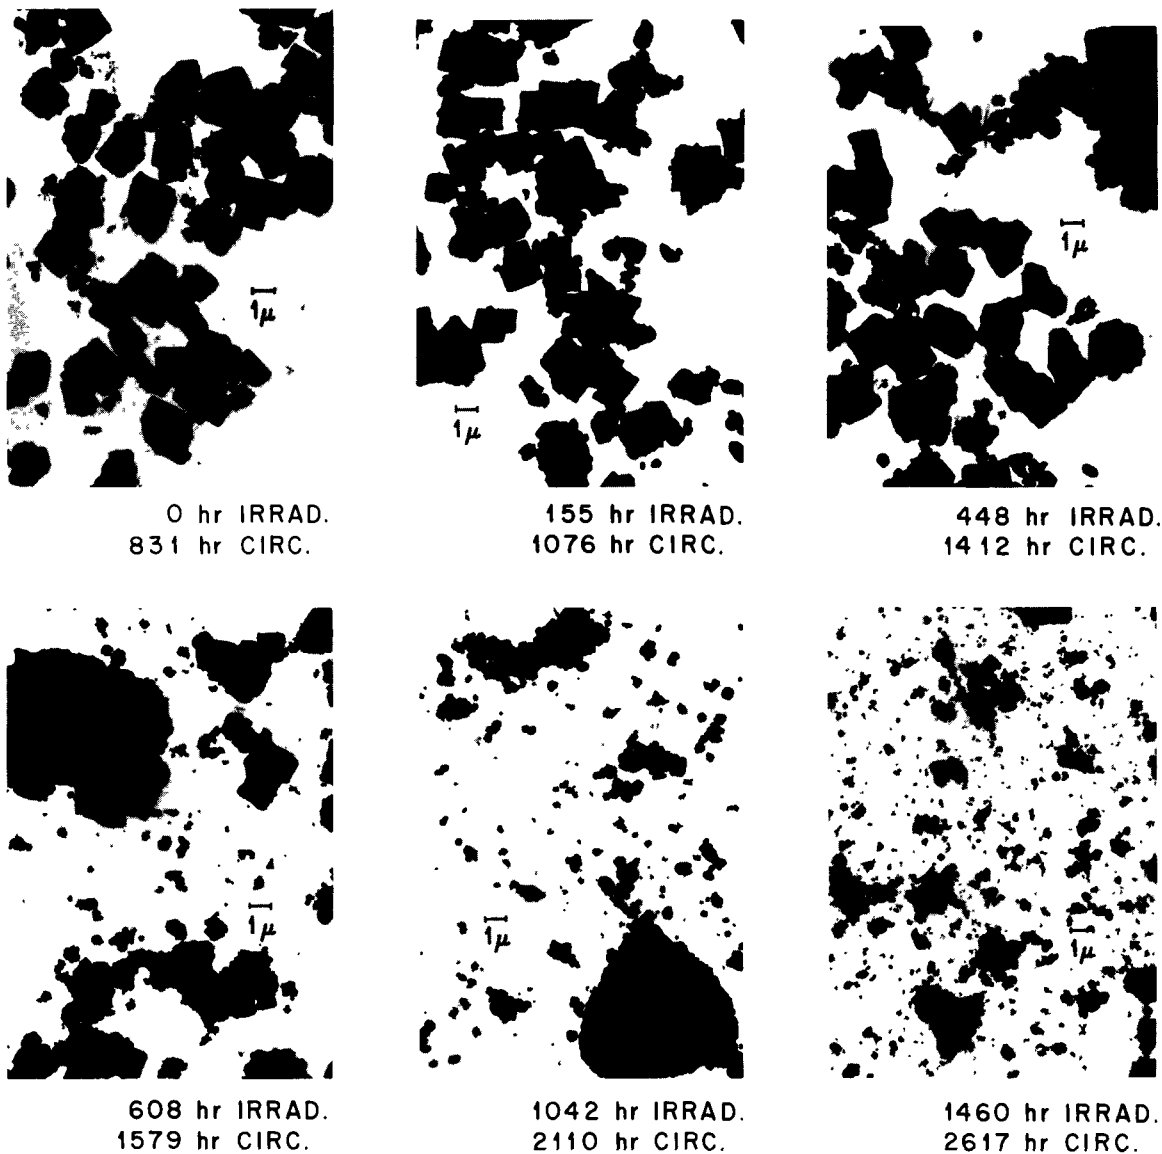 1μ
1μ
1μ
0 hr IRRAD.
831 hr CIRC.
155 hr IRRAD.
1076 hr CIRC.
448 hr IRRAD.
1412 hr CIRC.
1μ
1μ
1μ
608 hr IRRAD.
1579 hr CIRC.
1042 hr IRRAD.
2110 hr CIRC.
1460 hr IRRAD.
2617 hr CIRC.